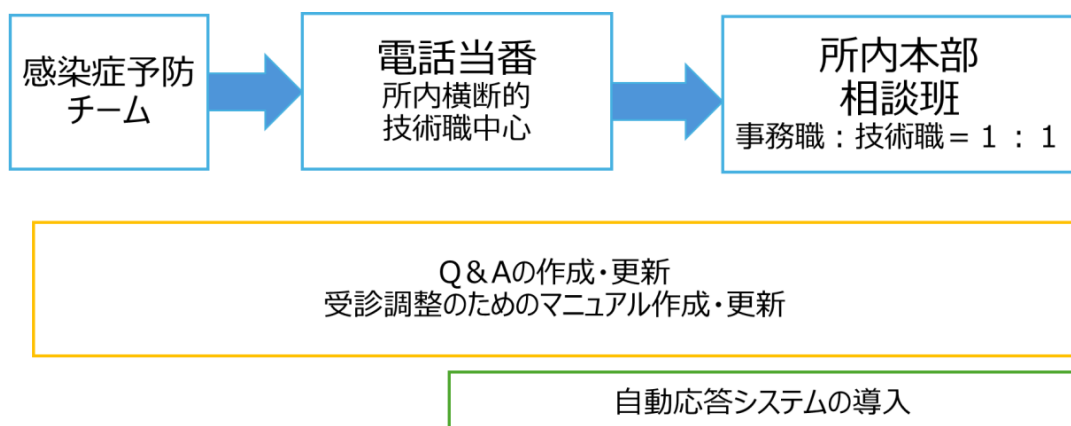 感染症予防
チーム
電話当番
所内横断的
技術職中心
所内本部
相談班
事務職：技術職＝１：１
Q＆Aの作成・更新
受診調整のためのマニュアル作成・更新
自動応答システムの導入